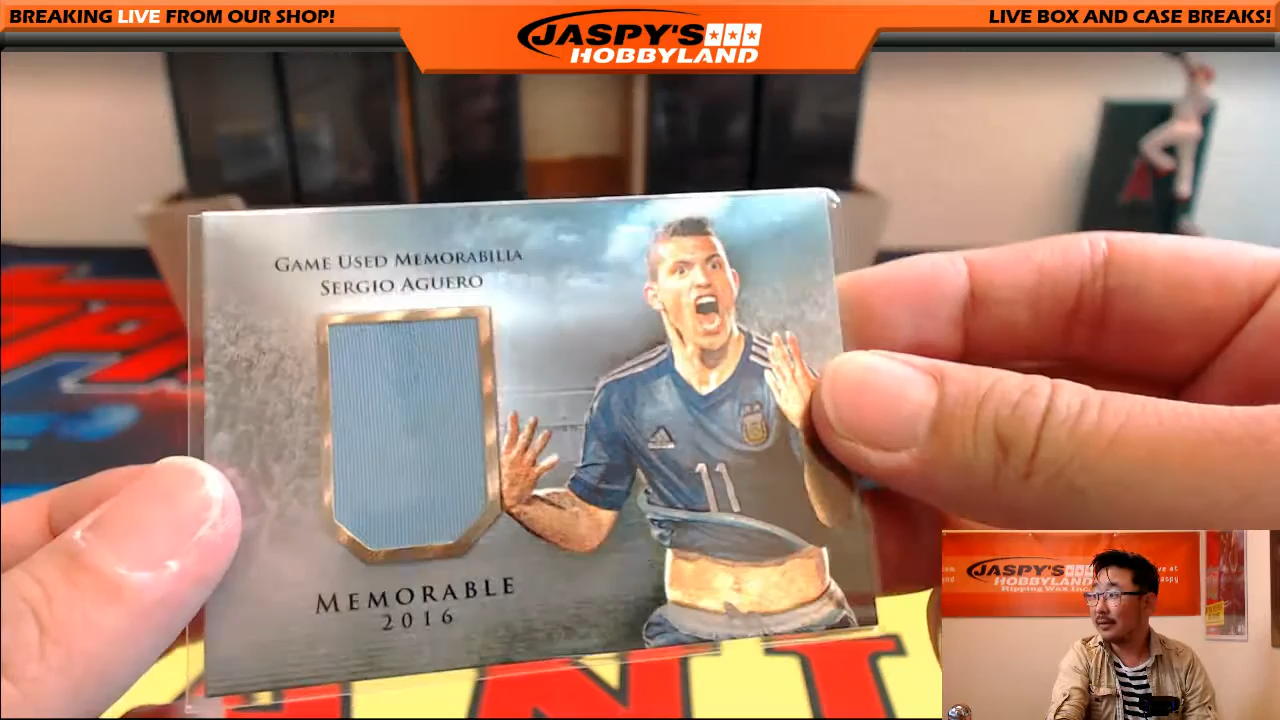 BREAKING LIVE FROM OUR SHOP!
JASPY'S
HOBBYLAND
LIVE BOX AND CASE BREAKS!
GAME USED MEMORABILIA
SERGIO AGUERO
11
MEMORABLE
2016
JASPY'S
HOBBYLAND
Ripping Wax Inc.